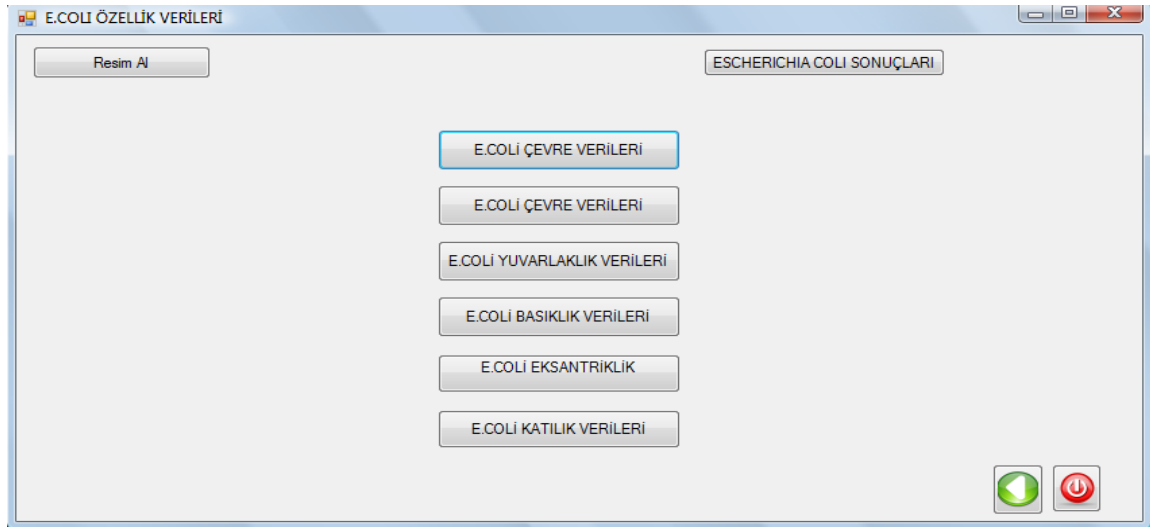 E.COLI ÖZELLİK VERİLERİ
Resim Al
ESCHERICHIA COLI SONUÇLARI
E.COLİ ÇEVRE VERİLERİ
E.COLİ ÇEVRE VERİLERİ
E.COLİ YUVARLAKLIK VERİLERİ
E.COLİ BASIKLIK VERİLERİ
E.COLİ EKSANTRİKLİK
E.COLİ KATILIK VERİLERİ